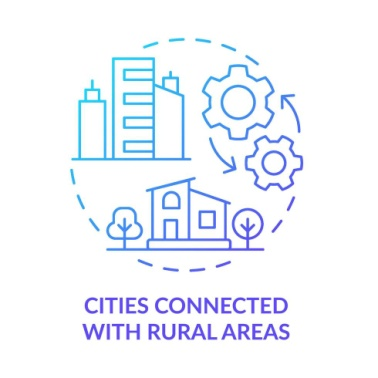 CITIES CONNECTED
WITH RURAL AREAS